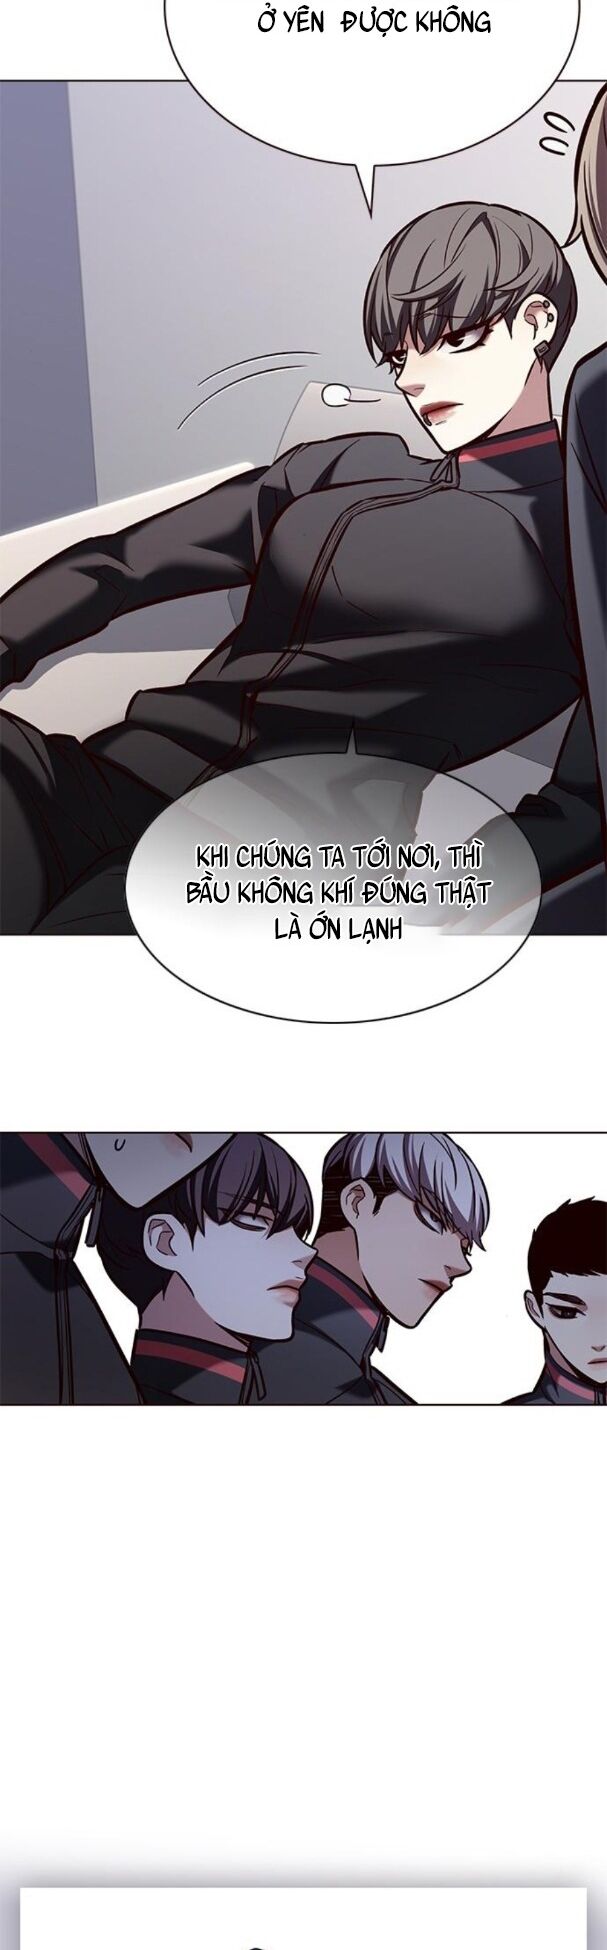 Ở YÊN ĐƯỢC KHÔNG
KHI CHÚNG TA TỚI NƠI, THÌ
BẦU KHÔNG KHÍ ĐÚNG THẬT
LÀ ỚN LẠNH